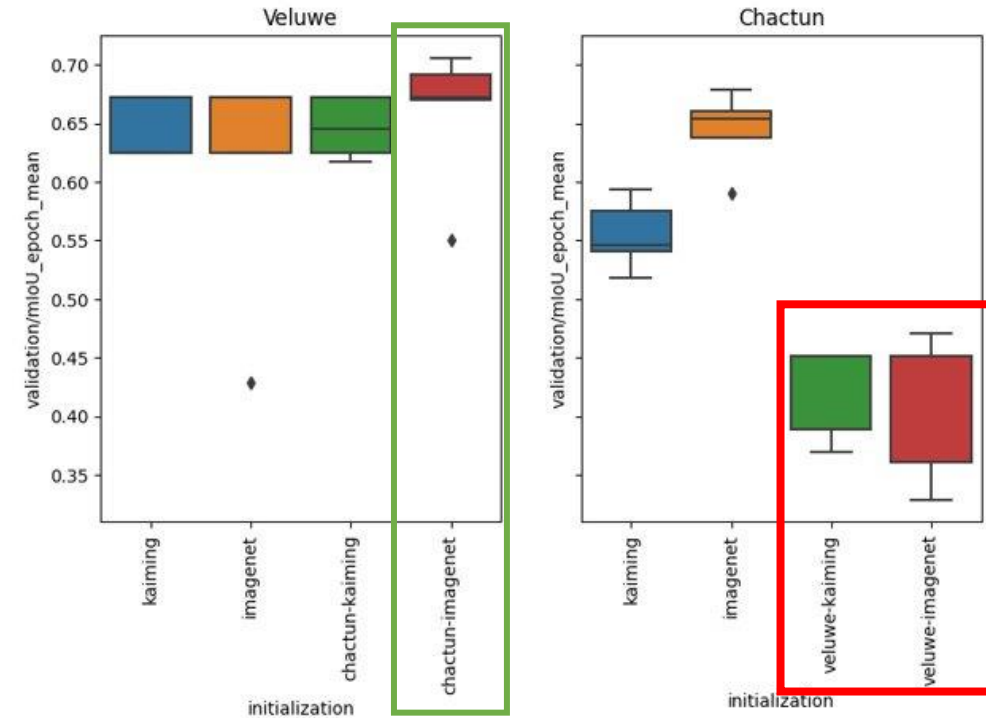 Veluwe
validation/mIoU_epoch_mean
0.70
0.65
0.60
0.55
0.50
0.45
0.40
0.35
kaiming
imagenet
chactun-kaiming
chactun-imagenet
initialization
Chactun
validation/mIoU_epoch_mean
kaiming
imagenet
veluwe-kaiming
veluwe-imagenet
initialization